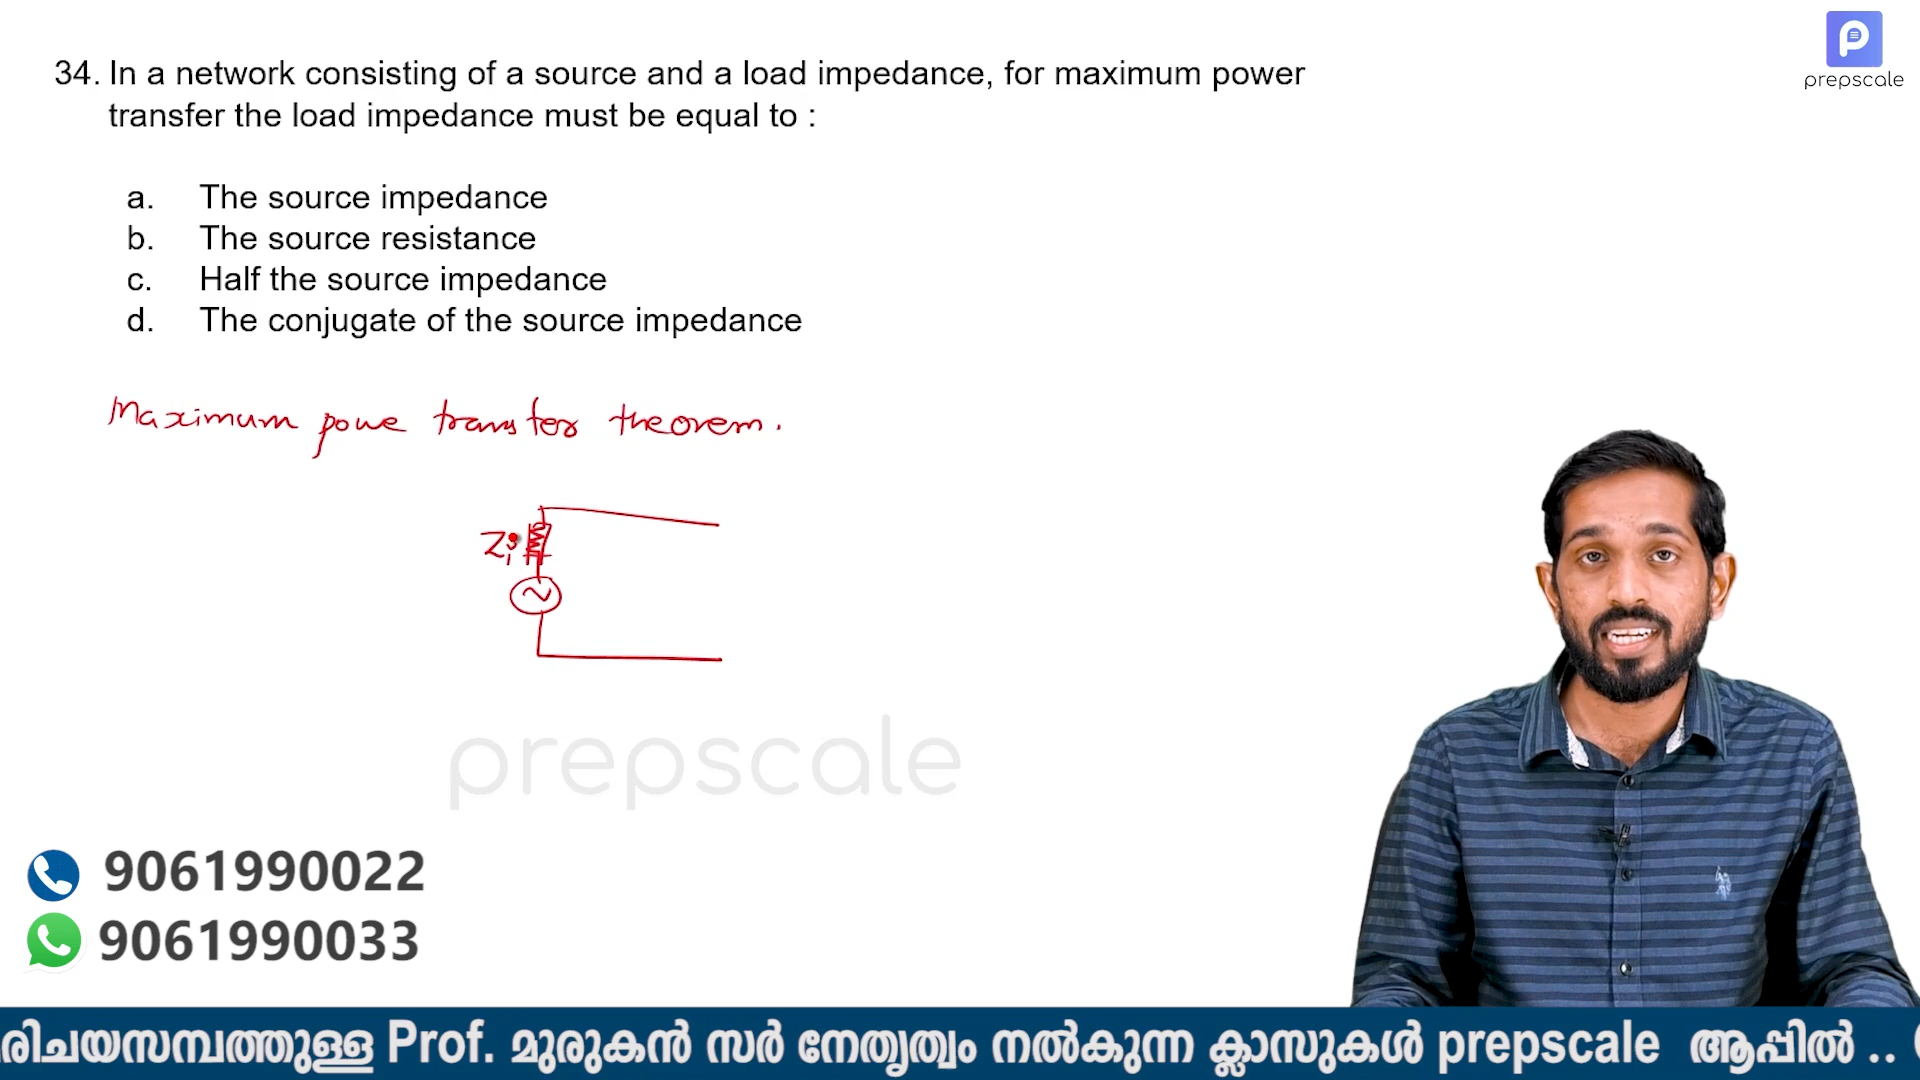 prepscale
34. In a network consisting of a source and a load impedance, for maximum power
transfer the load impedance must be equal to :
a. The source impedance
b. The source resistance
c. Half the source impedance
d. The conjugate of the source impedance
Maximum powe transfer theorem.
Zi
prepscale
9061990022
9061990033
രിചയസമ്പത്തുള്ള Prof. മുരുകൻ സർ നേതൃത്വം നൽകുന്ന ക്ലാസുകൾ prepscale ആപ്പിൽ ..